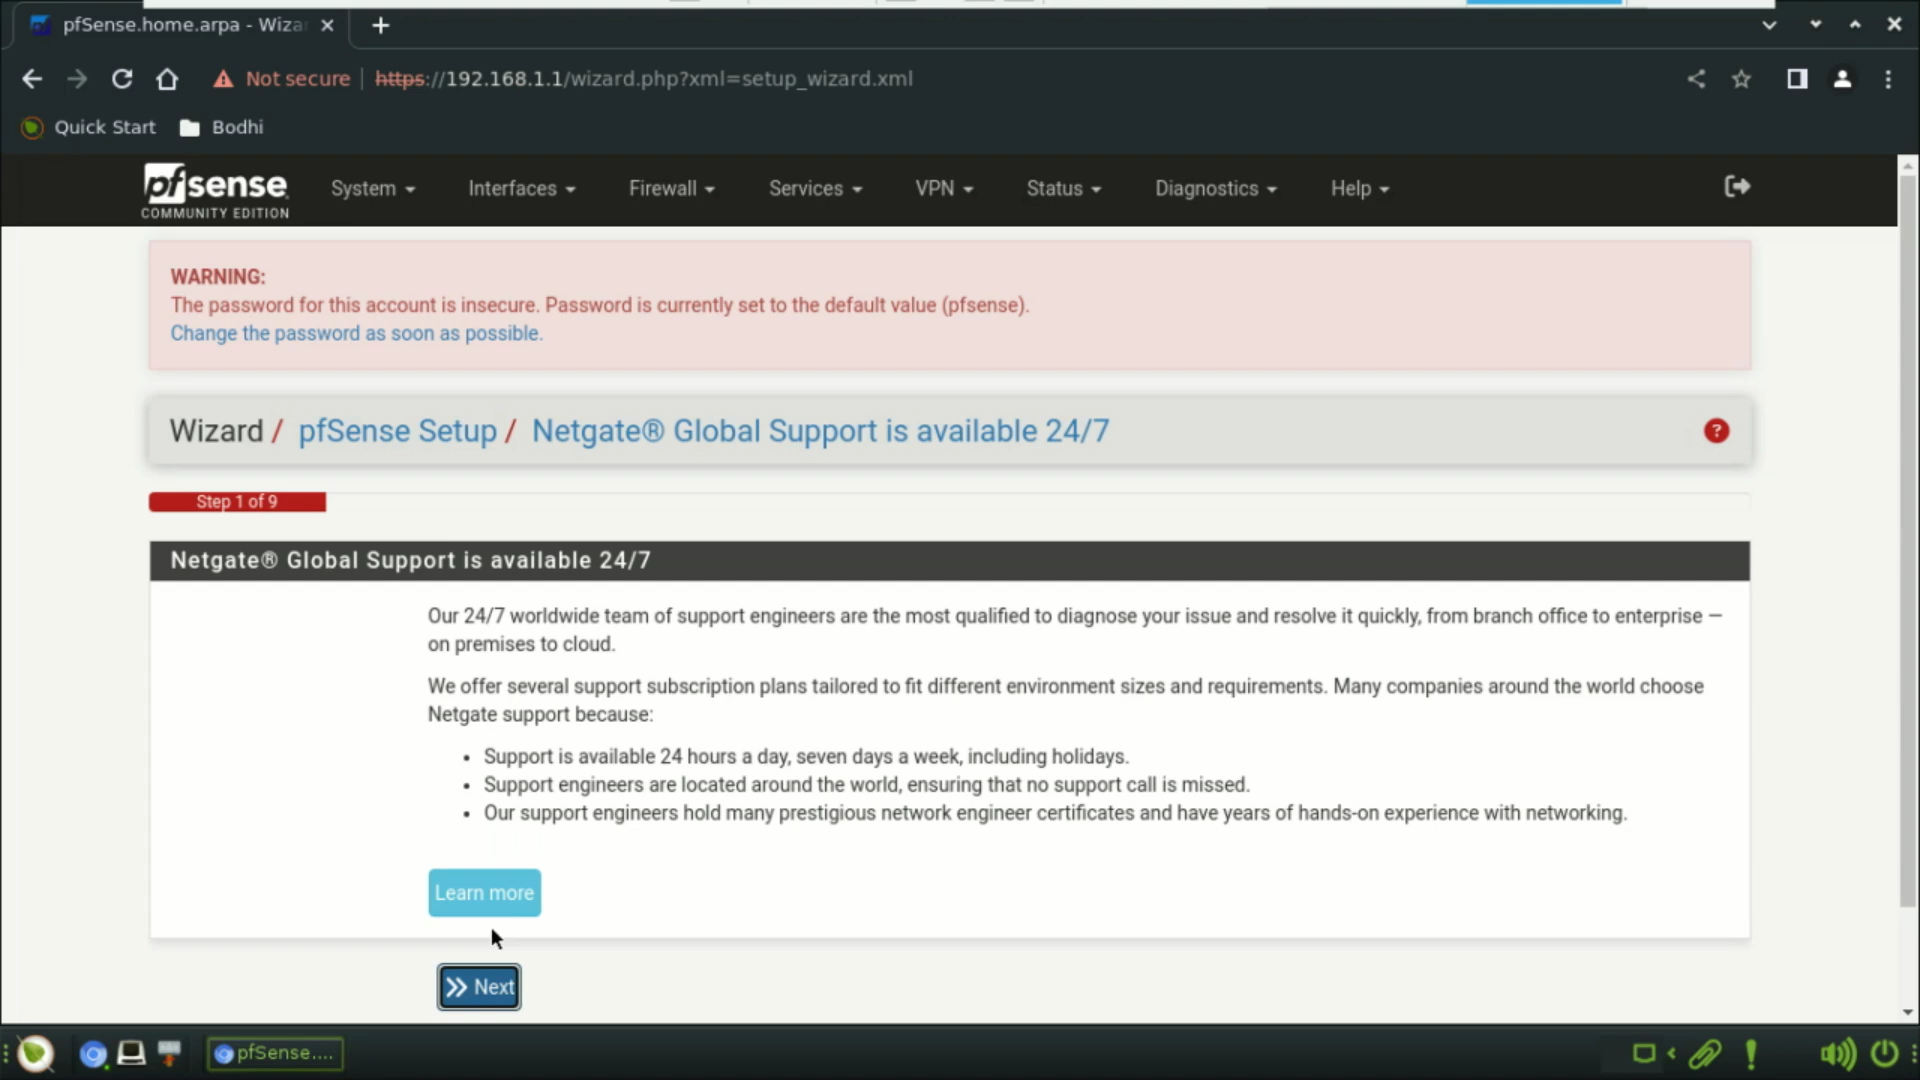 pfSense.home.arpa - Wiza
Not secure
https://192.168.1.1/wizard.php?xml=setup_wizard.xml
Quick Start
Bodhi
pfsense
COMMUNITY EDITION
System
Interfaces
Firewall
Services
VPN
Status
Diagnostics
Help
WARNING:
The password for this account is insecure. Password is currently set to the default value (pfsense).
Change the password as soon as possible.
Wizard / pfSense Setup / Netgate® Global Support is available 24/7
Step 1 of 9
Netgate® Global Support is available 24/7
Our 24/7 worldwide team of support engineers are the most qualified to diagnose your issue and resolve it quickly, from branch office to enterprise —
on premises to cloud.
We offer several support subscription plans tailored to fit different environment sizes and requirements. Many companies around the world choose
Netgate support because:
• Support is available 24 hours a day, seven days a week, including holidays.
• Support engineers are located around the world, ensuring that no support call is missed.
• Our support engineers hold many prestigious network engineer certificates and have years of hands-on experience with networking.
Learn more
Next
pfSense....